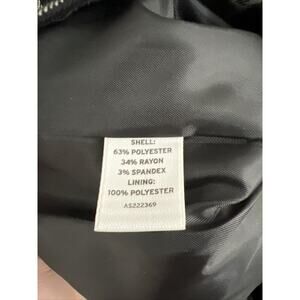 SHELL:
63% POLYESTER
34% RAYON
3% SPANDEX
LINING:
100% POLYESTER
AS222369